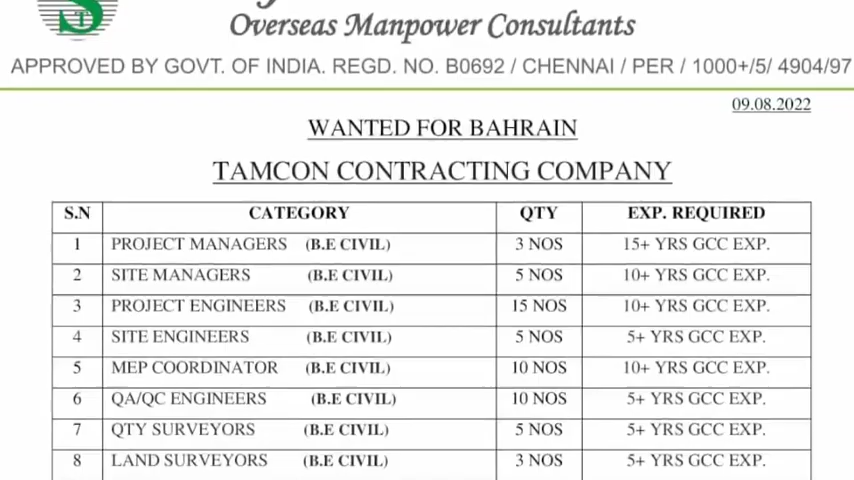 Overseas Manpower Consultants
APPROVED BY GOVT. OF INDIA. REGD. NO. B0692 / CHENNAI / PER / 1000+/5/ 4904/97
09.08.2022
WANTED FOR BAHRAIN
TAMCON CONTRACTING COMPANY
S.N CATEGORY QTY EXP. REQUIRED
1 PROJECT MANAGERS (B.E CIVIL) 3 NOS 15+ YRS GCC EXP.
2 SITE MANAGERS (B.E CIVIL) 5 NOS 10+ YRS GCC EXP.
3 PROJECT ENGINEERS (B.E CIVIL) 15 NOS 10+ YRS GCC EXP.
4 SITE ENGINEERS (B.E CIVIL) 5 NOS 5+ YRS GCC EXP.
5 MEP COORDINATOR (B.E CIVIL) 10 NOS 10+ YRS GCC EXP.
6 QA/QC ENGINEERS (B.E CIVIL) 10 NOS 5+ YRS GCC EXP.
7 QTY SURVEYORS (B.E CIVIL) 5 NOS 5+ YRS GCC EXP.
8 LAND SURVEYORS (B.E CIVIL) 3 NOS 5+ YRS GCC EXP.